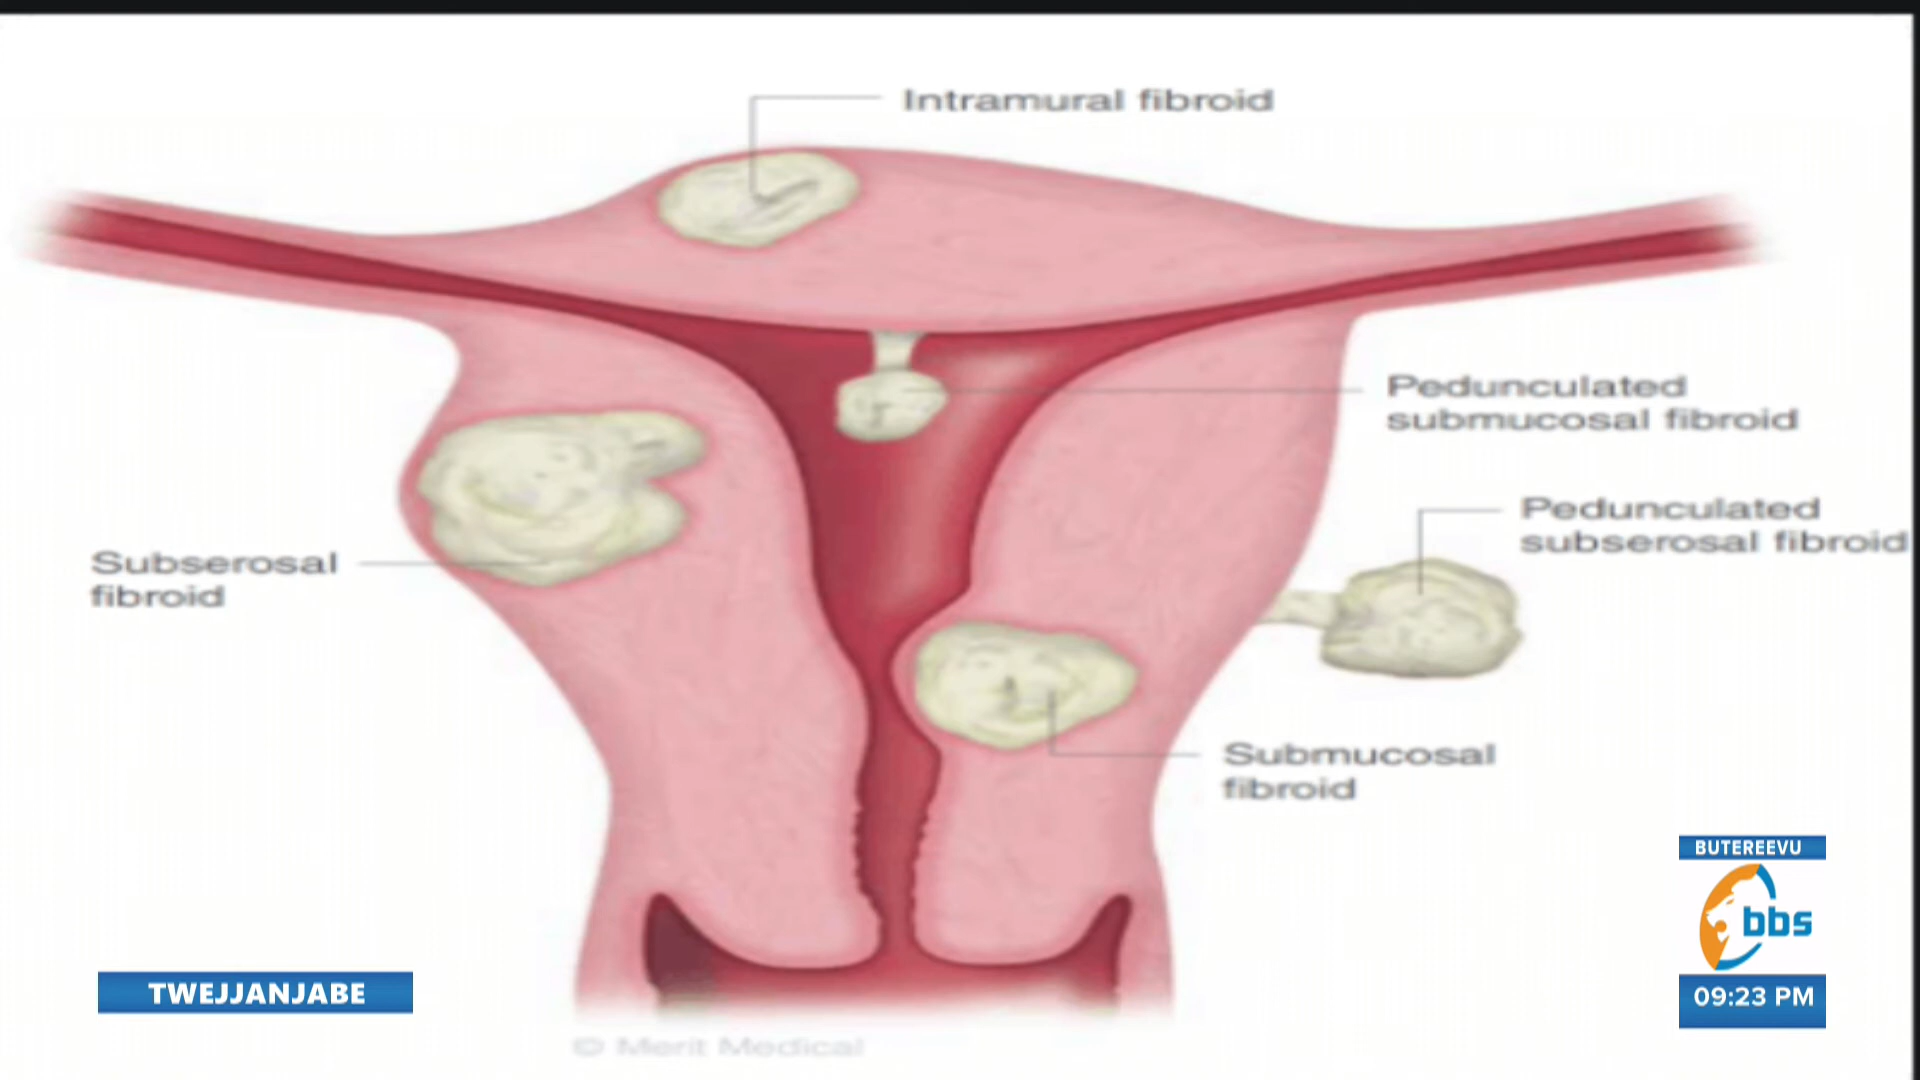 Intramural fibroid
Pedunculated
submucosal fibroid
Pedunculated
subserosal fibroid
Subserosal
fibroid
Submucosal
fibroid
BUTEREEVU
bbs
09:23 PM
TWEJJANJABE
© Merit Medical